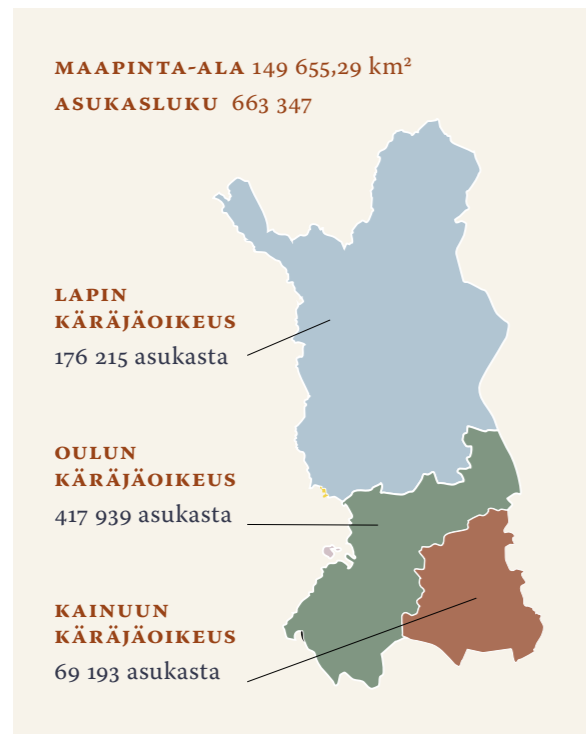 MAAPINTA-ALA 149 655,29 km²
ASUKASLUKU 663 347
LAPIN
KÄRÄJÄOIKEUS
176 215 asukasta
OULUN
KÄRÄJÄOIKEUS
417 939 asukasta
KAINUUN
KÄRÄJÄOIKEUS
69 193 asukasta